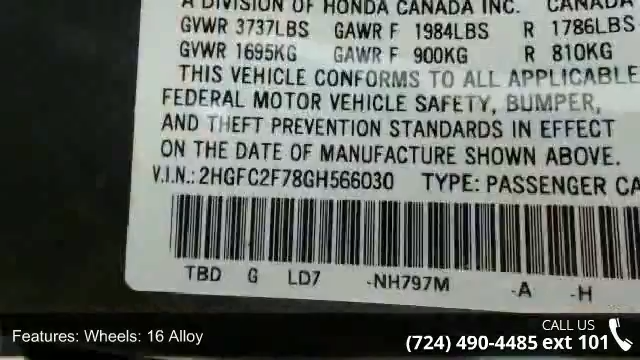 A DIVISION OF HONDA CANADA INC. CANADA
GVWR 3737LBS GAWR F 1984LBS R 1786LBS
GVWR 1695KG GAWR F 900KG R 810KG
THIS VEHICLE CONFORMS TO ALL APPLICABLE
FEDERAL MOTOR VEHICLE SAFETY, BUMPER,
AND THEFT PREVENTION STANDARDS IN EFFECT
ON THE DATE OF MANUFACTURE SHOWN ABOVE.
V.I.N.: 2HGFC2F78GH566030 TYPE: PASSENGER CA
TBD G LD7 -NH797M -A -H
Features: Wheels: 16 Alloy
CALL US
(724) 490-4485 ext 101